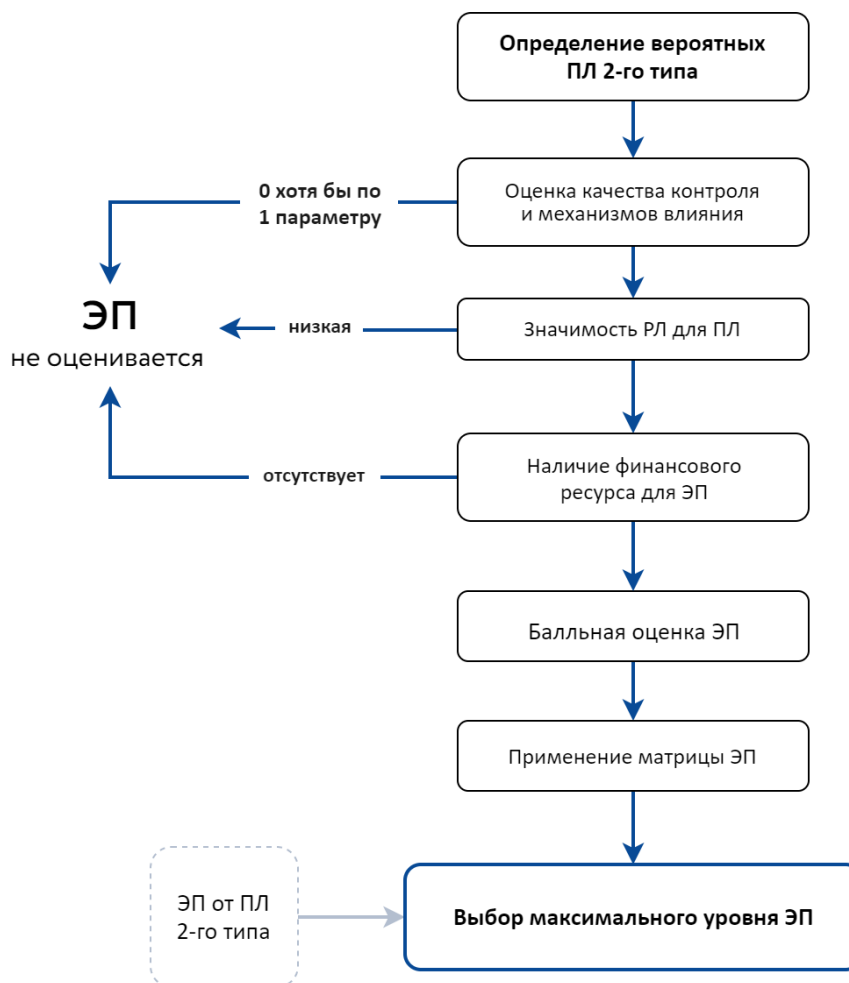 Определение вероятных
ПЛ 2-го типа
0 хотя бы по
1 параметру
Оценка качества контроля
и механизмов влияния
ЭП
не оценивается
низкая
Значимость РЛ для ПЛ
отсутствует
Наличие финансового
ресурса для ЭП
Балльная оценка ЭП
Применение матрицы ЭП
ЭП от ПЛ
2-го типа
Выбор максимального уровня ЭП